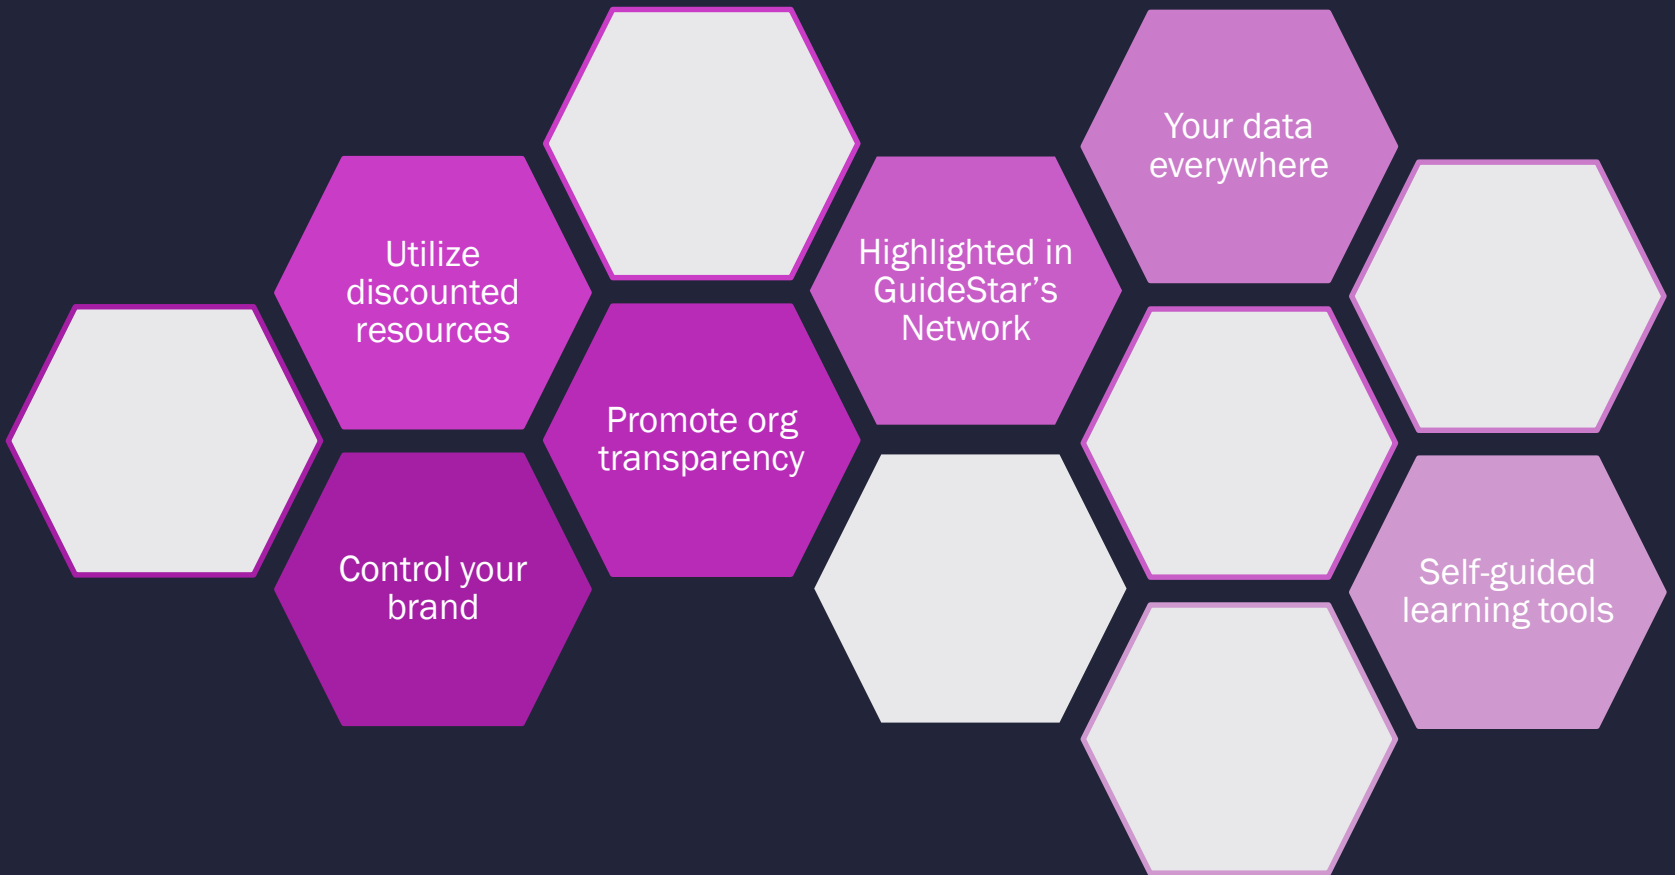 Utilize
discounted
resources
Control your
brand
Promote org
transparency
Highlighted in
GuideStar’s
Network
Your data
everywhere
Self-guided
learning tools